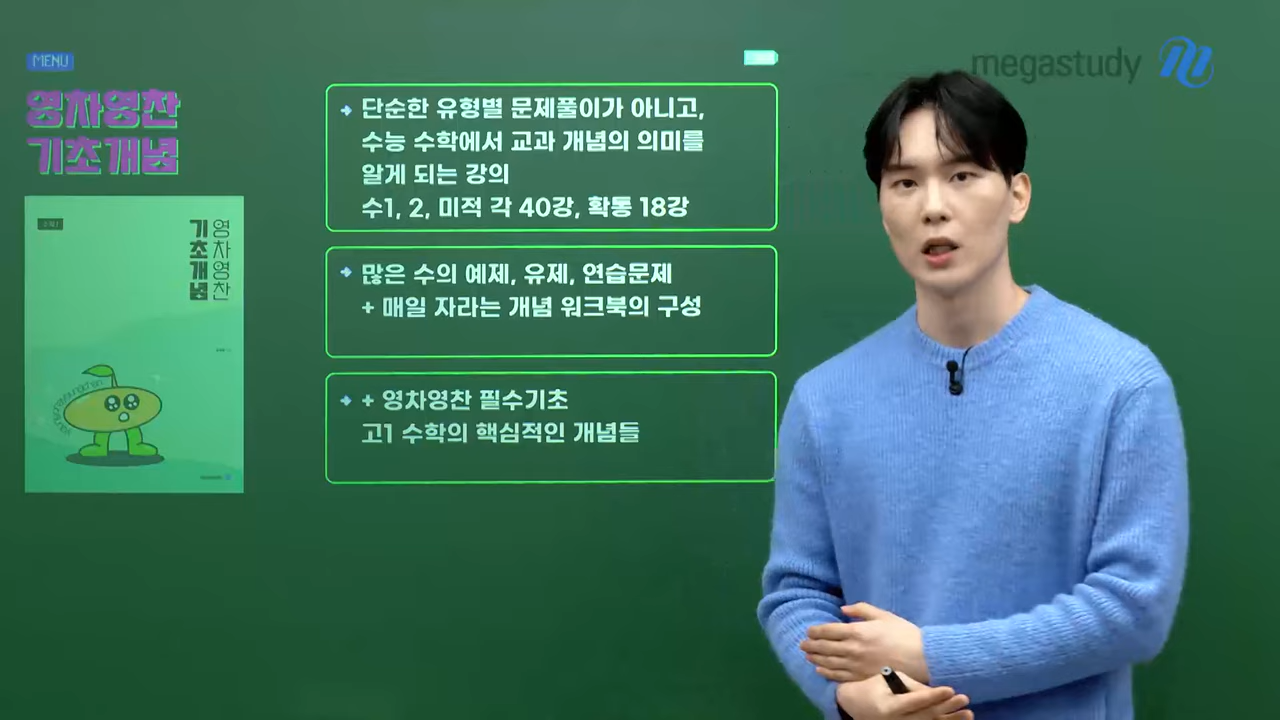 MENU
영차영찬
기초개념
영차영찬
기초개념
단순한 유형별 문제풀이가 아니고,
수능 수학에서 교과 개념의 의미를
알게 되는 강의
수1, 2, 미적 각 40강, 확통 18강
많은 수의 예제, 유제, 연습문제
+ 매일 자라는 개념 워크북의 구성
+ 영차영찬 필수기초
고1 수학의 핵심적인 개념들
megastudy